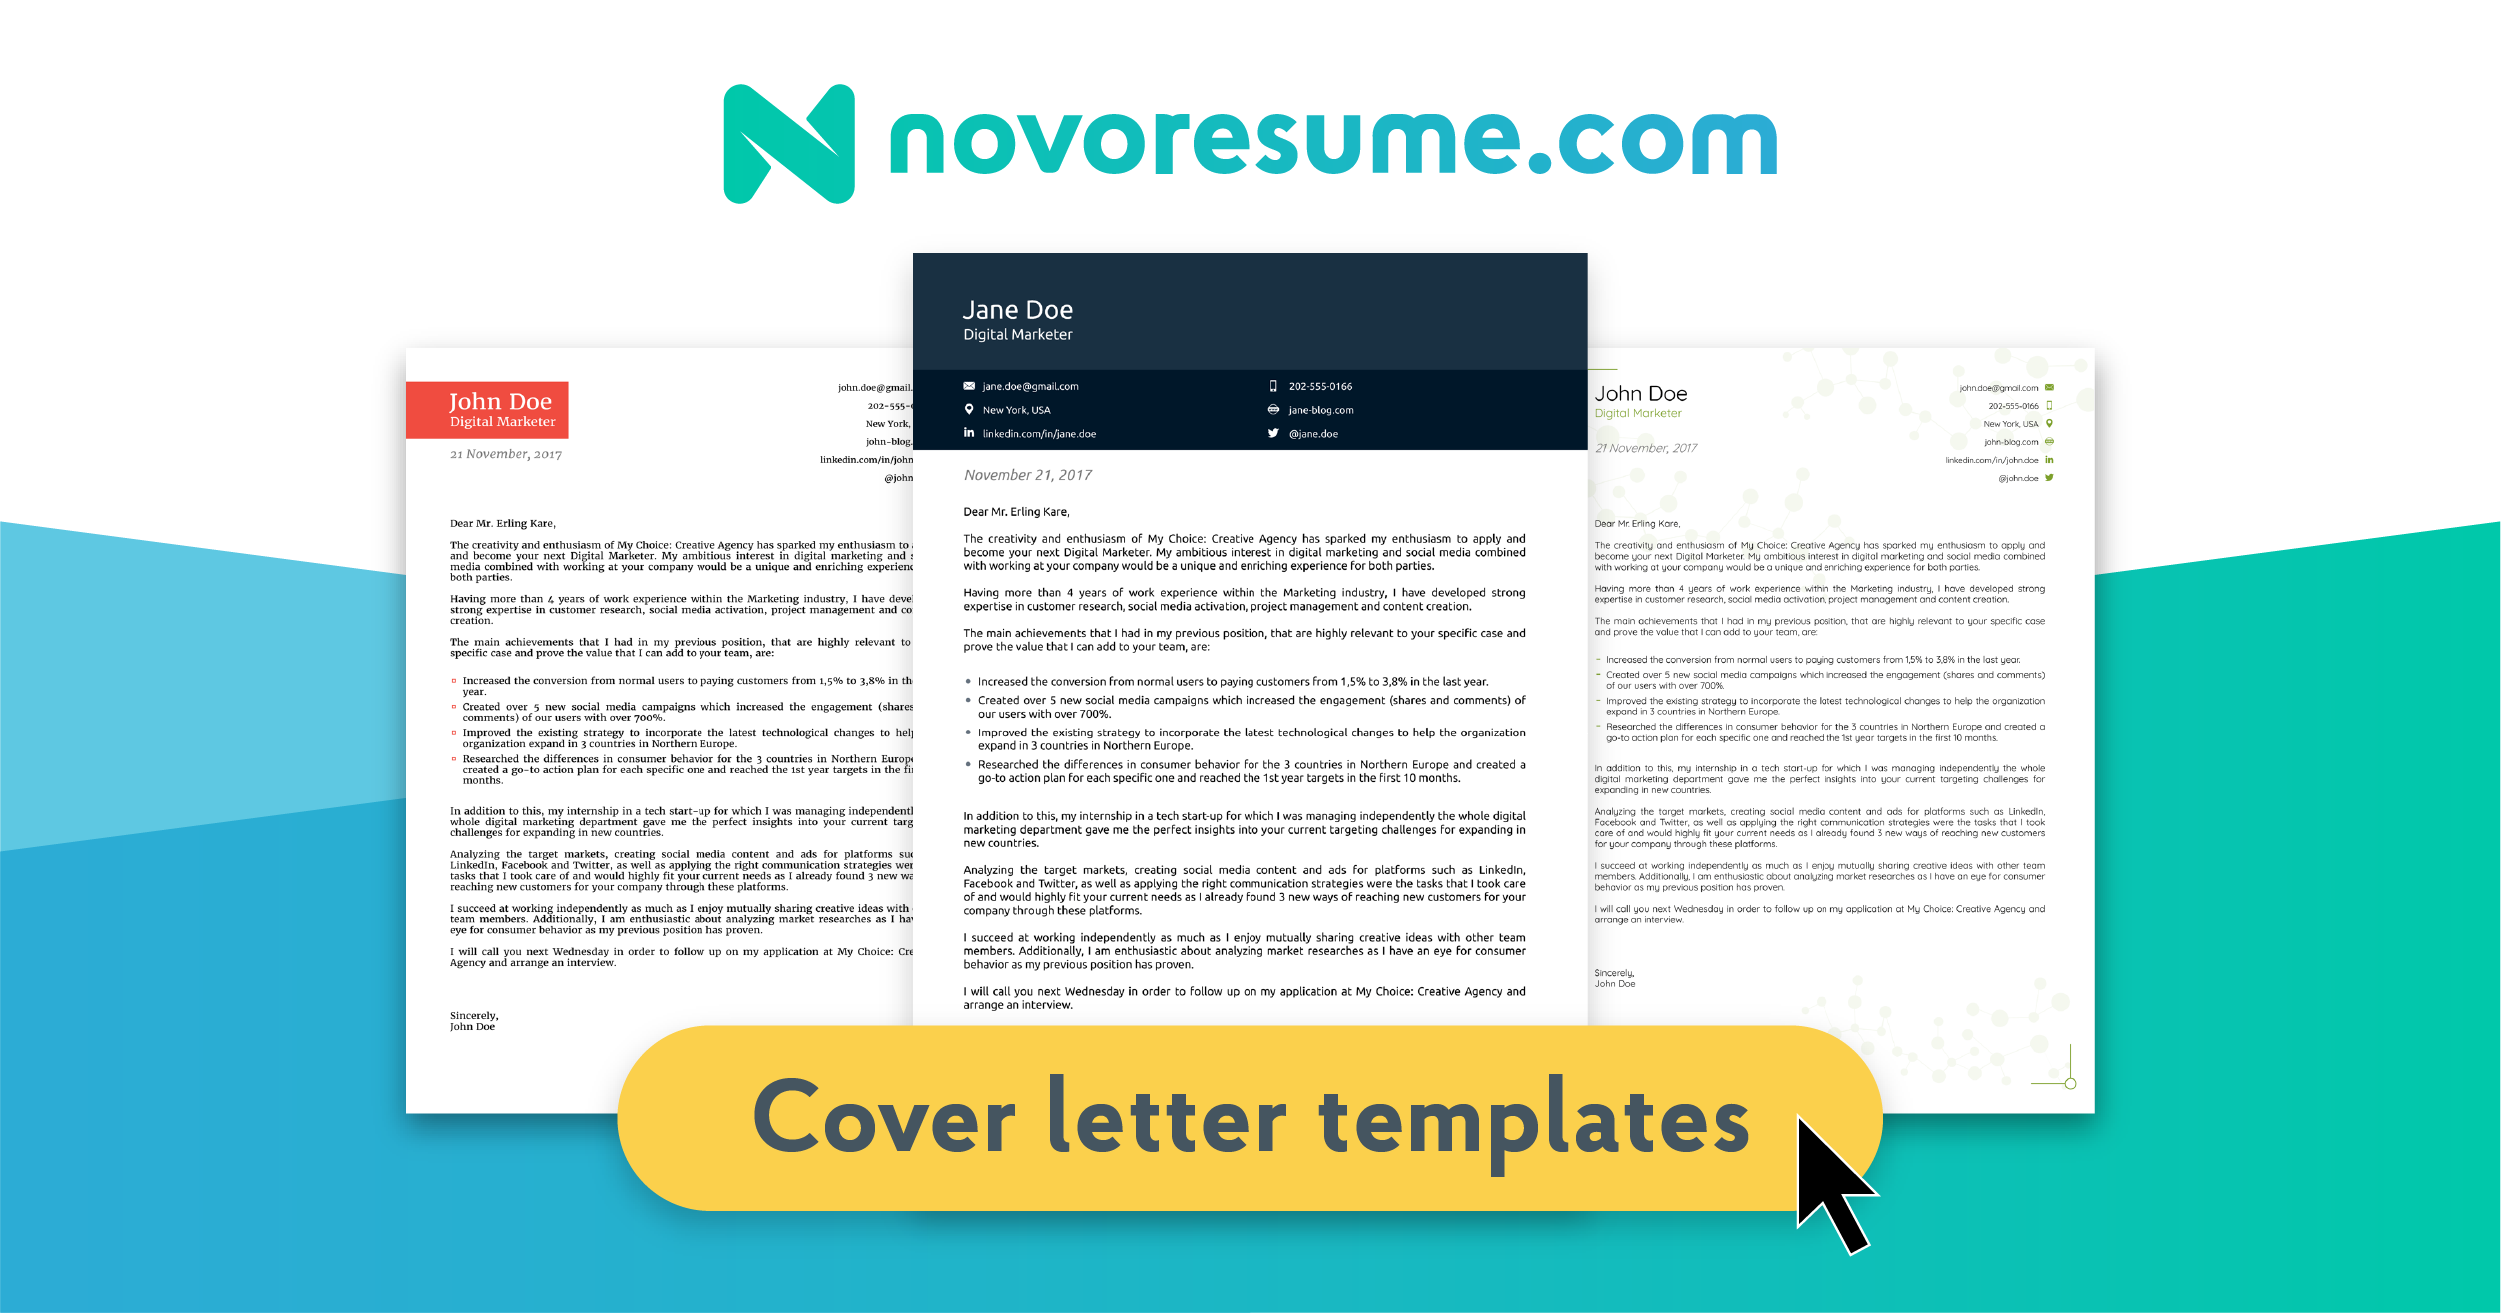 novoresume.com
John Doe
Digital Marketer
21 November, 2017
john.doe@gmail.
202-555-
New York,
john-blog.
linkedin.com/in/john
@john
Dear Mr. Erling Kare,
The creativity and enthusiasm of My Choice: Creative Agency has sparked my enthusiasm to
and become your next Digital Marketer. My ambitious interest in digital marketing and
media combined with working at your company would be a unique and enriching experienc
both parties.
Having more than 4 years of work experience within the Marketing industry, I have devel
strong expertise in customer research, social media activation, project management and co
creation.
The main achievements that I had in my previous position, that are highly relevant to
specific case and prove the value that I can add to your team, are:
Increased the conversion from normal users to paying customers from 1,5% to 3,8% in th
year.
Created over 5 new social media campaigns which increased the engagement (shares
comments) of our users with over 700%.
Improved the existing strategy to incorporate the latest technological changes to help
organization expand in 3 countries in Northern Europe.
Researched the differences in consumer behavior for the 3 countries in Northern Europe
created a go-to action plan for each specific one and reached the 1st year targets in the fi
months.
In addition to this, my internship in a tech start-up for which I was managing independentl
whole digital marketing department gave me the perfect insights into your current targ
challenges for expanding in new countries.
Analyzing the target markets, creating social media content and ads for platforms suc
LinkedIn, Facebook and Twitter, as well as applying the right communication strategies wer
tasks that I took care of and would highly fit your current needs as I already found 3 new wa
reaching new customers for your company through these platforms.
I succeed at working independently as much as I enjoy mutually sharing creative ideas with
team members. Additionally, I am enthusiastic about analyzing market researches as I hav
eye for consumer behavior as my previous position has proven.
I will call you next Wednesday in order to follow up on my application at My Choice: Cre
Agency and arrange an interview.
Sincerely,
John Doe
Jane Doe
Digital Marketer
jane.doe@gmail.com
202-555-0166
New York, USA
jane-blog.com
linkedin.com/in/jane.doe
@jane.doe
November 21, 2017
Dear Mr. Erling Kare,
The creativity and enthusiasm of My Choice: Creative Agency has sparked my enthusiasm to apply and
become your next Digital Marketer. My ambitious interest in digital marketing and social media combined
with working at your company would be a unique and enriching experience for both parties.
Having more than 4 years of work experience within the Marketing industry, I have developed strong
expertise in customer research, social media activation, project management and content creation.
The main achievements that I had in my previous position, that are highly relevant to your specific case and
prove the value that I can add to your team, are:
Increased the conversion from normal users to paying customers from 1,5% to 3,8% in the last year.
Created over 5 new social media campaigns which increased the engagement (shares and comments) of
our users with over 700%.
Improved the existing strategy to incorporate the latest technological changes to help the organization
expand in 3 countries in Northern Europe.
Researched the differences in consumer behavior for the 3 countries in Northern Europe and created a
go-to action plan for each specific one and reached the 1st year targets in the first 10 months.
In addition to this, my internship in a tech start-up for which I was managing independently the whole digital
marketing department gave me the perfect insights into your current targeting challenges for expanding in
new countries.
Analyzing the target markets, creating social media content and ads for platforms such as LinkedIn,
Facebook and Twitter, as well as applying the right communication strategies were the tasks that I took care
of and would highly fit your current needs as I already found 3 new ways of reaching new customers for your
company through these platforms.
I succeed at working independently as much as I enjoy mutually sharing creative ideas with other team
members. Additionally, I am enthusiastic about analyzing market researches as I have an eye for consumer
behavior as my previous position has proven.
I will call you next Wednesday in order to follow up on my application at My Choice: Creative Agency and
arrange an interview.
John Doe
Digital Marketer
21 November, 2017
john.doe@gmail.com
202-555-0166
New York, USA
john-blog.com
linkedin.com/in/john.doe
@john.doe
Dear Mr. Erling Kare,
The creativity and enthusiasm of My Choice: Creative Agency has sparked my enthusiasm to apply and
become your next Digital Marketer. My ambitious interest in digital marketing and social media combined
with working at your company would be a unique and enriching experience for both parties.
Having more than 4 years of work experience within the Marketing industry, I have developed strong
expertise in customer research, social media activation, project management and content creation.
The main achievements that I had in my previous position, that are highly relevant to your specific case
and prove the value that I can add to your team, are:
Increased the conversion from normal users to paying customers from 1,5% to 3,8% in the last year.
Created over 5 new social media campaigns which increased the engagement (shares and comments)
of our users with over 700%.
Improved the existing strategy to incorporate the latest technological changes to help the organization
expand in 3 countries in Northern Europe.
Researched the differences in consumer behavior for the 3 countries in Northern Europe and created a
go-to action plan for each specific one and reached the 1st year targets in the first 10 months.
In addition to this, my internship in a tech start-up for which I was managing independently the whole
digital marketing department gave me the perfect insights into your current targeting challenges for
expanding in new countries.
Analyzing the target markets, creating social media content and ads for platforms such as LinkedIn,
Facebook and Twitter, as well as applying the right communication strategies were the tasks that I took
care of and would highly fit your current needs as I already found 3 new ways of reaching new customers
for your company through these platforms.
I succeed at working independently as much as I enjoy mutually sharing creative ideas with other team
members. Additionally, I am enthusiastic about analyzing market researches as I have an eye for consumer
behavior as my previous position has proven.
I will call you next Wednesday in order to follow up on my application at My Choice: Creative Agency and
arrange an interview.
Sincerely,
John Doe
Cover letter templates